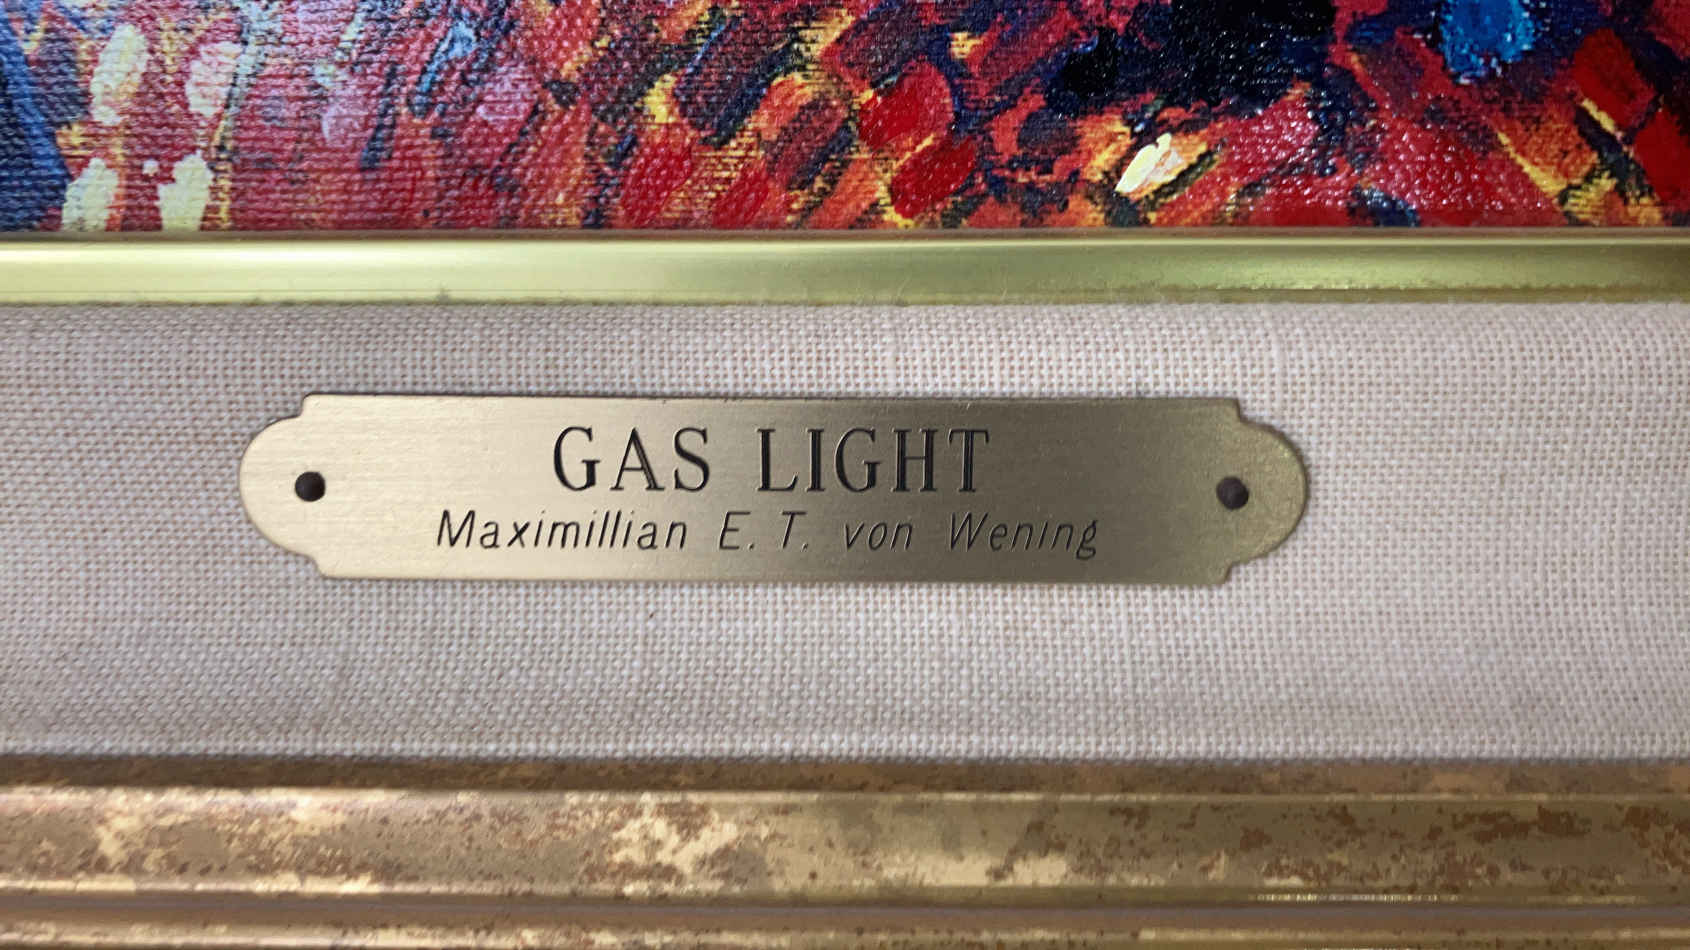 GAS LIGHT
Maximillian E. T. von Wening